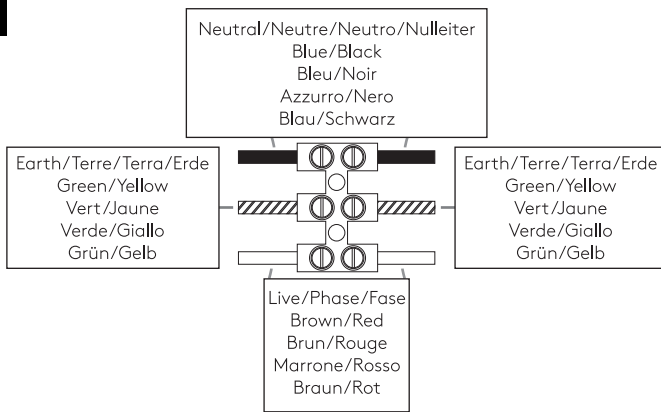 Neutral/Neutre/Neutro/Nulleiter
Blue/Black
Bleu/Noir
Azzurro/Nero
Blau/Schwarz
Earth/Terre/Terra/Erde
Green/Yellow
Vert/Jaune
Verde/Giallo
Grün/Gelb
Earth/Terre/Terra/Erde
Green/Yellow
Vert/Jaune
Verde/Giallo
Grün/Gelb
Live/Phase/Fase
Brown/Red
Brun/Rouge
Marrone/Rosso
Braun/Rot